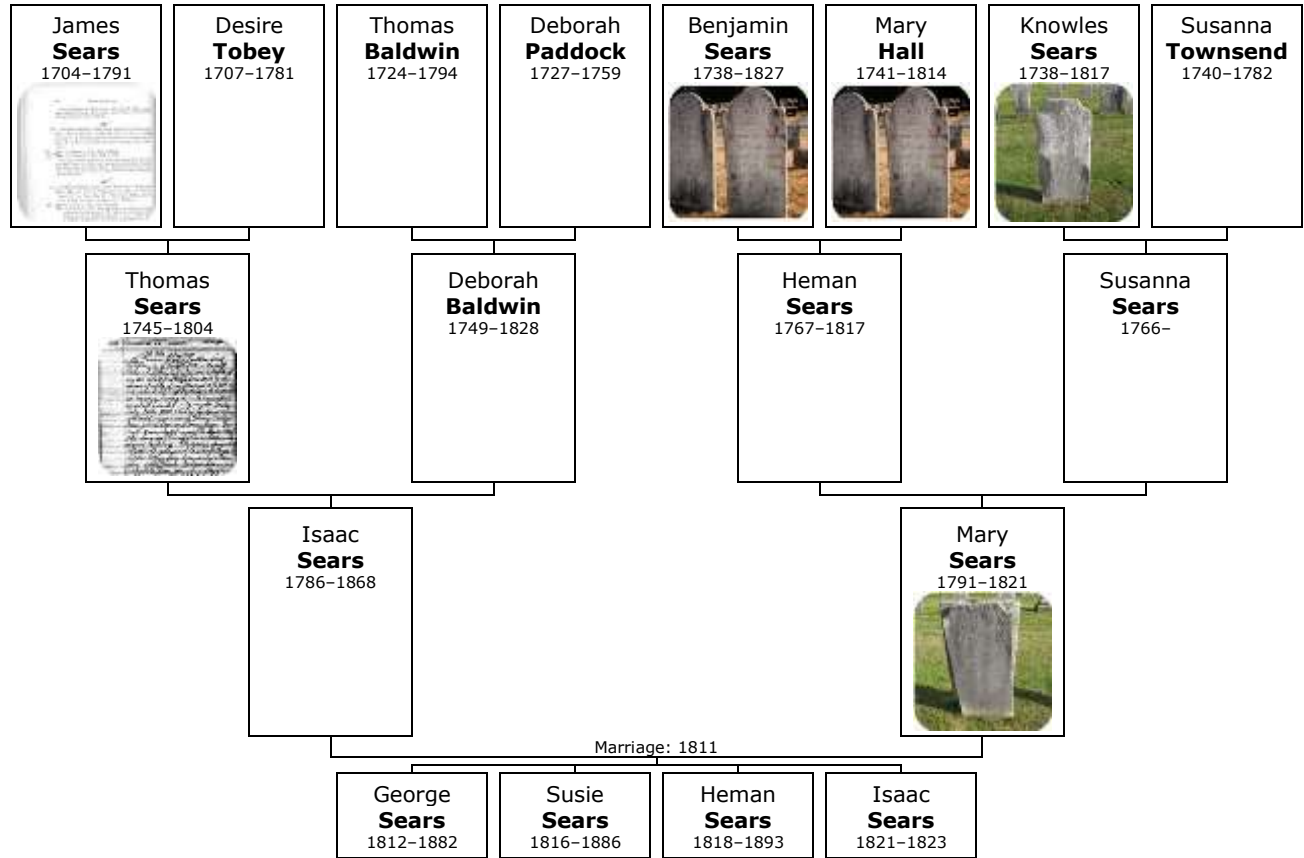 James
Sears
1704–1791
Desire
Tobey
1707–1781
Thomas
Baldwin
1724–1794
Deborah
Paddock
1727–1759
Benjamin
Sears
1738–1827
Mary
Hall
1741–1814
Knowles
Sears
1738–1817
Susanna
Townsend
1740–1782
Thomas
Sears
1745–1804
Deborah
Baldwin
1749–1828
Heman
Sears
1767–1817
Susanna
Sears
1766–
Isaac
Sears
1786–1868
Mary
Sears
1791–1821
Marriage: 1811
George
Sears
1812–1882
Susie
Sears
1816–1886
Heman
Sears
1818–1893
Isaac
Sears
1821–1823